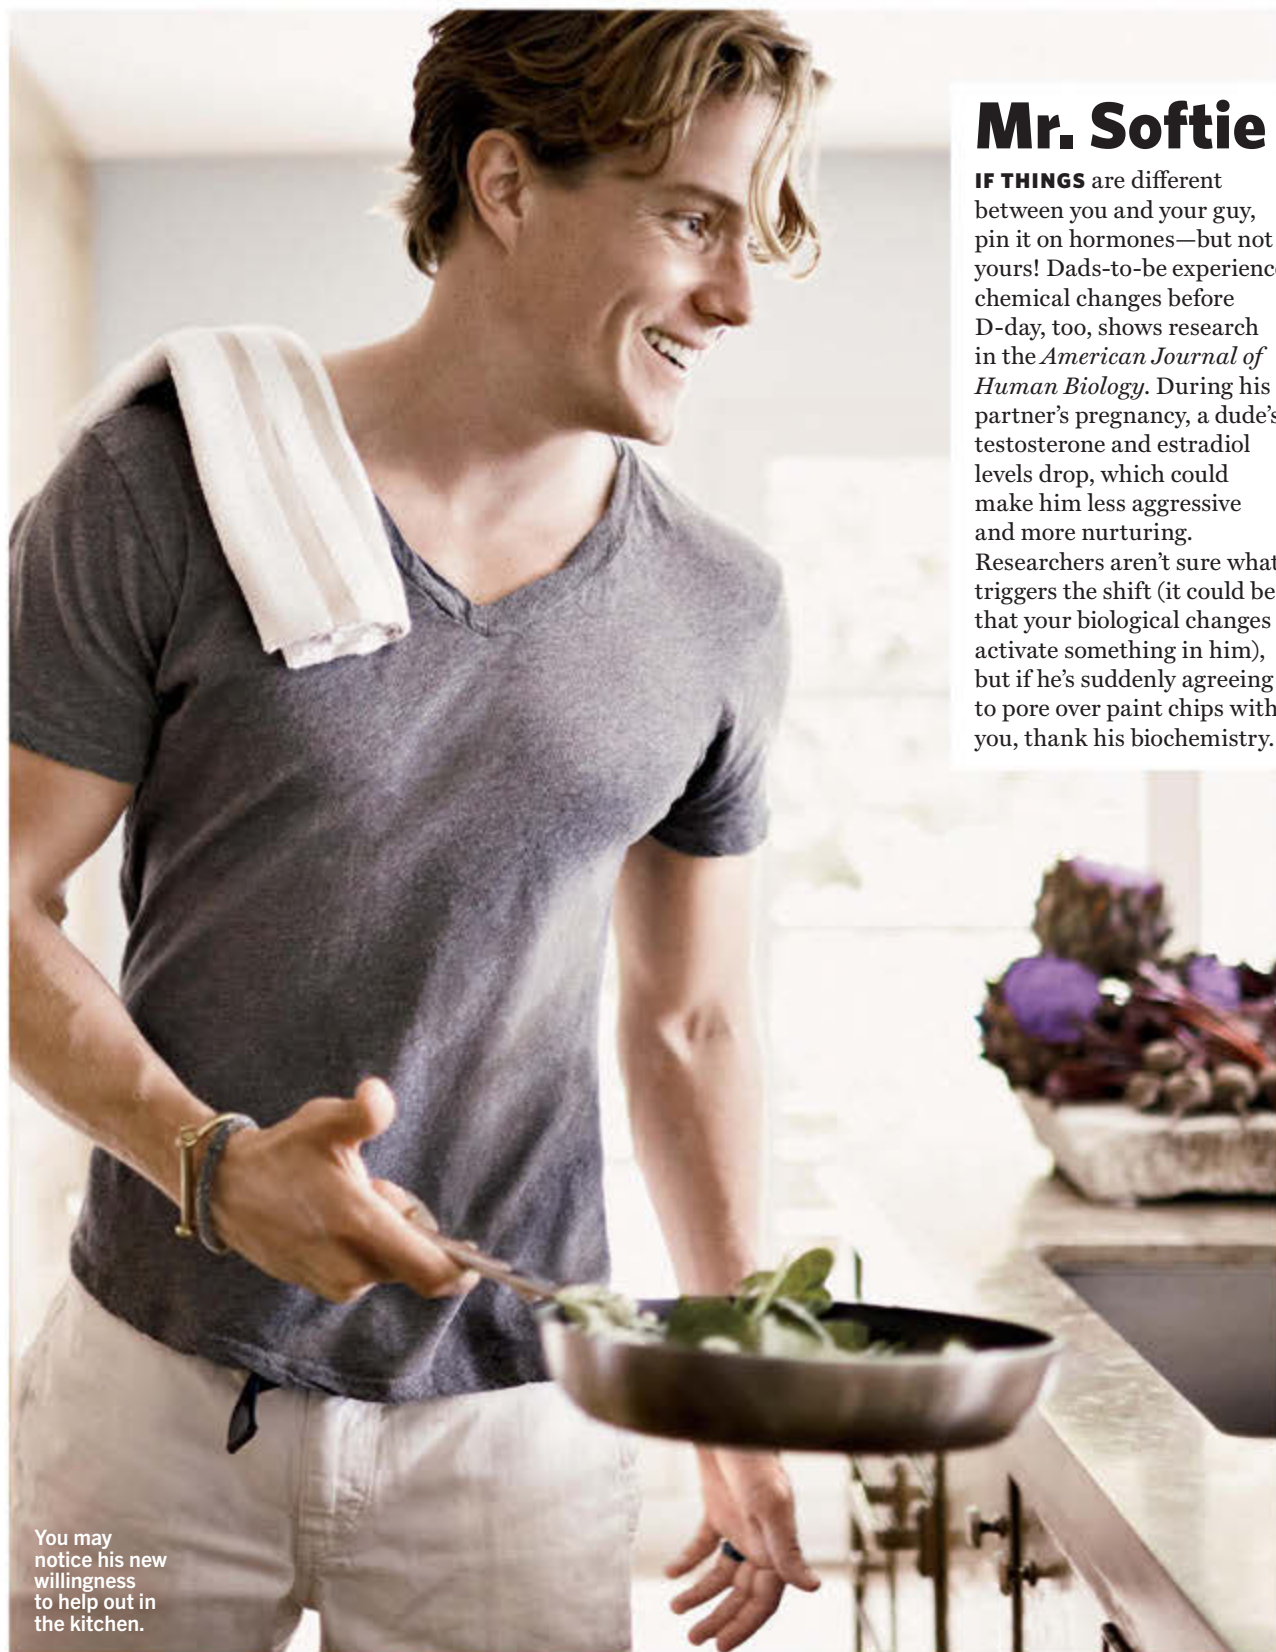 Mr. Softie
IF THINGS are different
between you and your guy,
pin it on hormones—but not
yours! Dads-to-be experience
chemical changes before
D-day, too, shows research
in the American Journal of
Human Biology. During his
partner's pregnancy, a dude's
testosterone and estradiol
levels drop, which could
make him less aggressive
and more nurturing.
Researchers aren't sure what
triggers the shift (it could be
that your biological changes
activate something in him),
but if he's suddenly agreeing
to pore over paint chips with
you, thank his biochemistry.
You may
notice his new
willingness
to help out in
the kitchen.